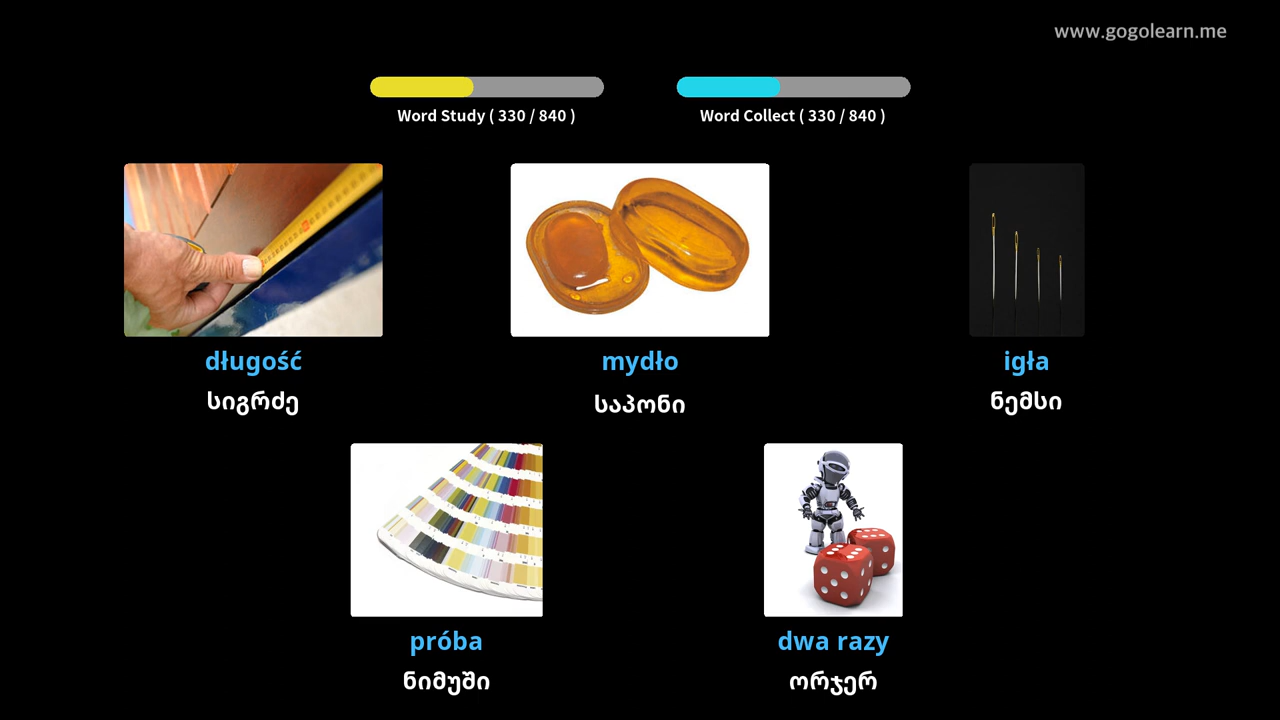 www.gogolearn.me
Word Study ( 330 / 840 )
Word Collect ( 330 / 840 )
długość
სიგრძე
mydło
საპონი
igła
ნემსი
próba
ნიმუში
dwa razy
ორჯერ